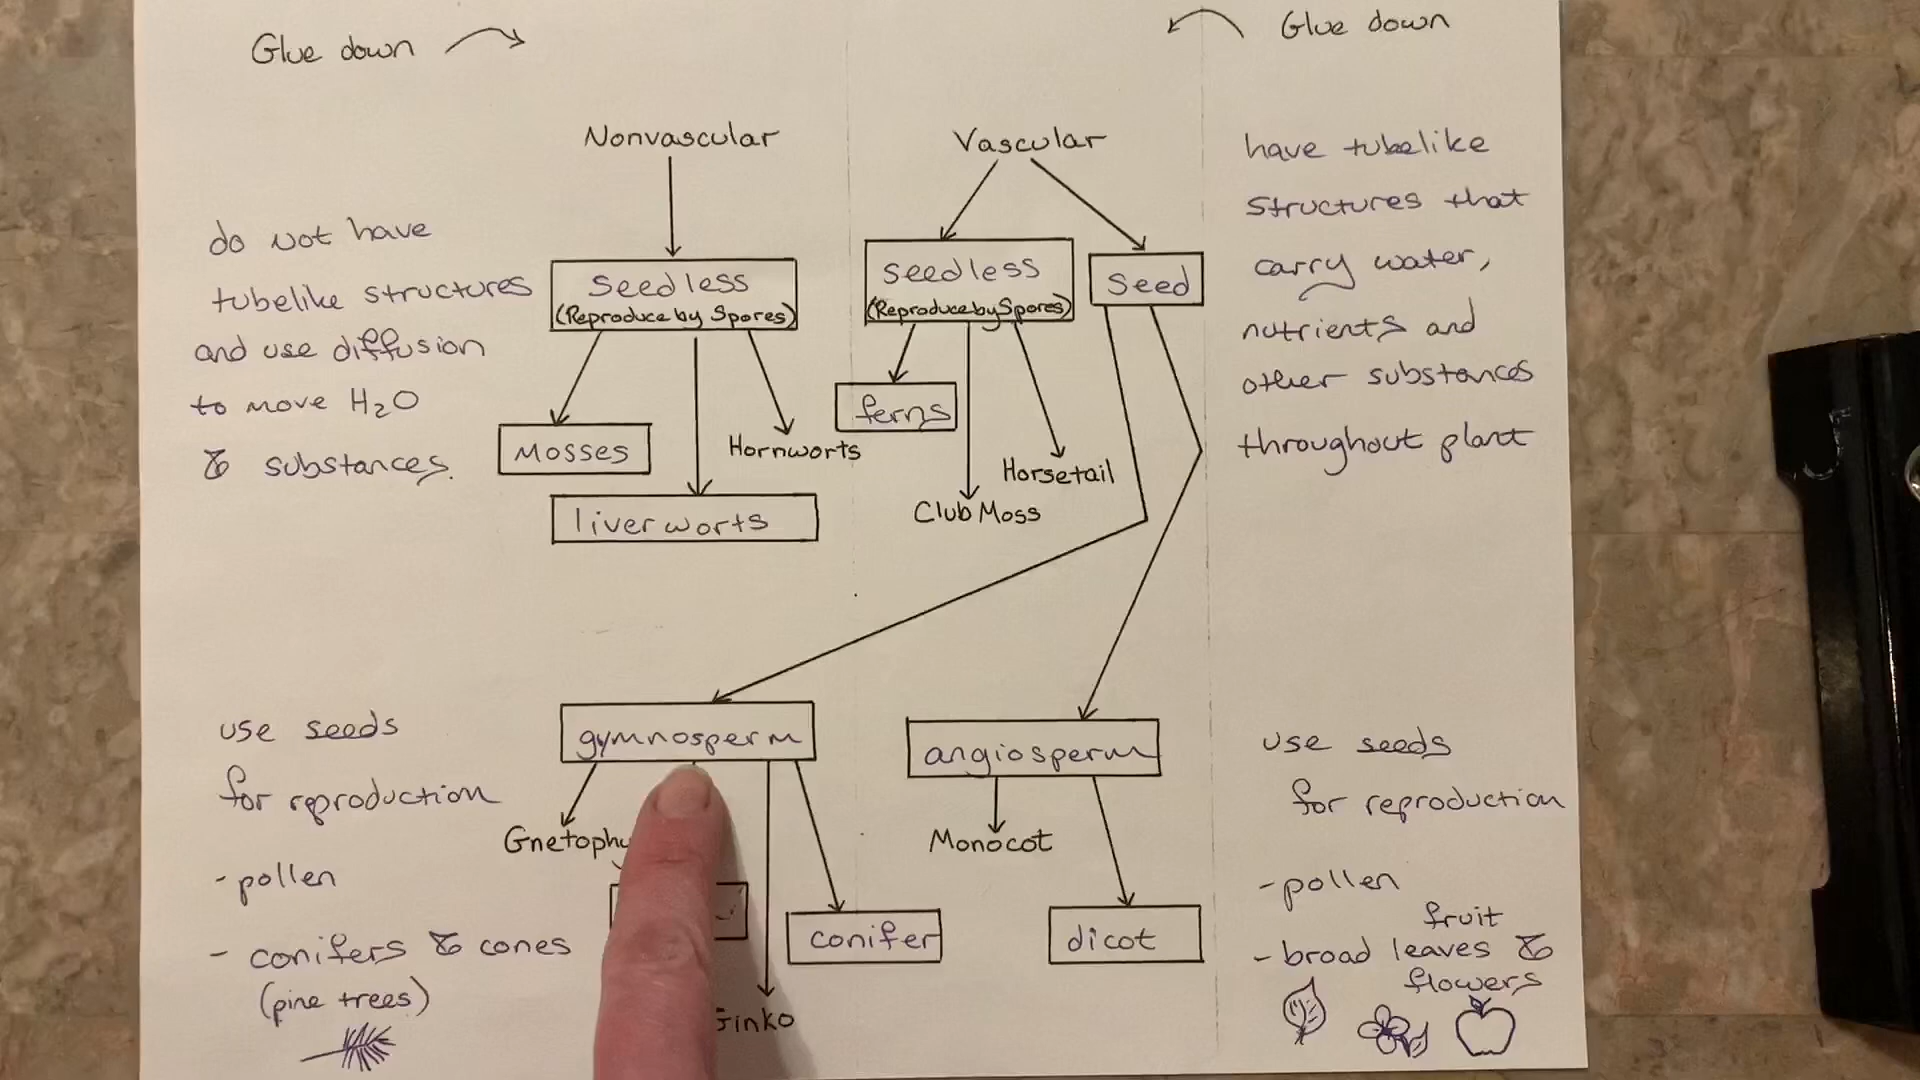 Glue down
Glue down
Nonvascular
Vascular
do not have
tubelike structures
and use diffusion
to move H2O
& substances.
seedless
(Reproduce by Spores)
Mosses
liverworts
Hornworts
seedless
(Reproduce by Spores)
seed
ferns
Club Moss
Horsetail
have tubelike
structures that
carry water,
nutrients and
other substances
throughout plant
use seeds
for reproduction
- pollen
- conifers & cones
(pine trees)
gymnosperm
Ginko
conifer
angiosperm
Monocot
dicot
use seeds
for reproduction
- pollen
fruit
- broad leaves &
flowers